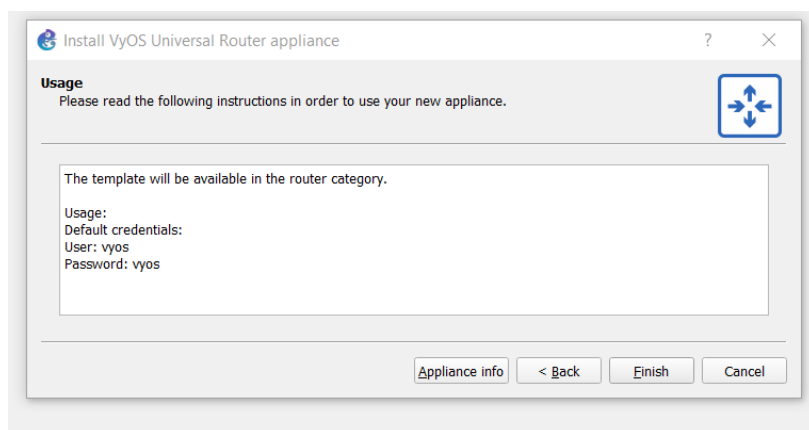 Install VyOS Universal Router appliance
?
Usage
Please read the following instructions in order to use your new appliance.
The template will be available in the router category.
Usage:
Default credentials:
User: vyos
Password: vyos
Appliance info
< Back
Finish
Cancel